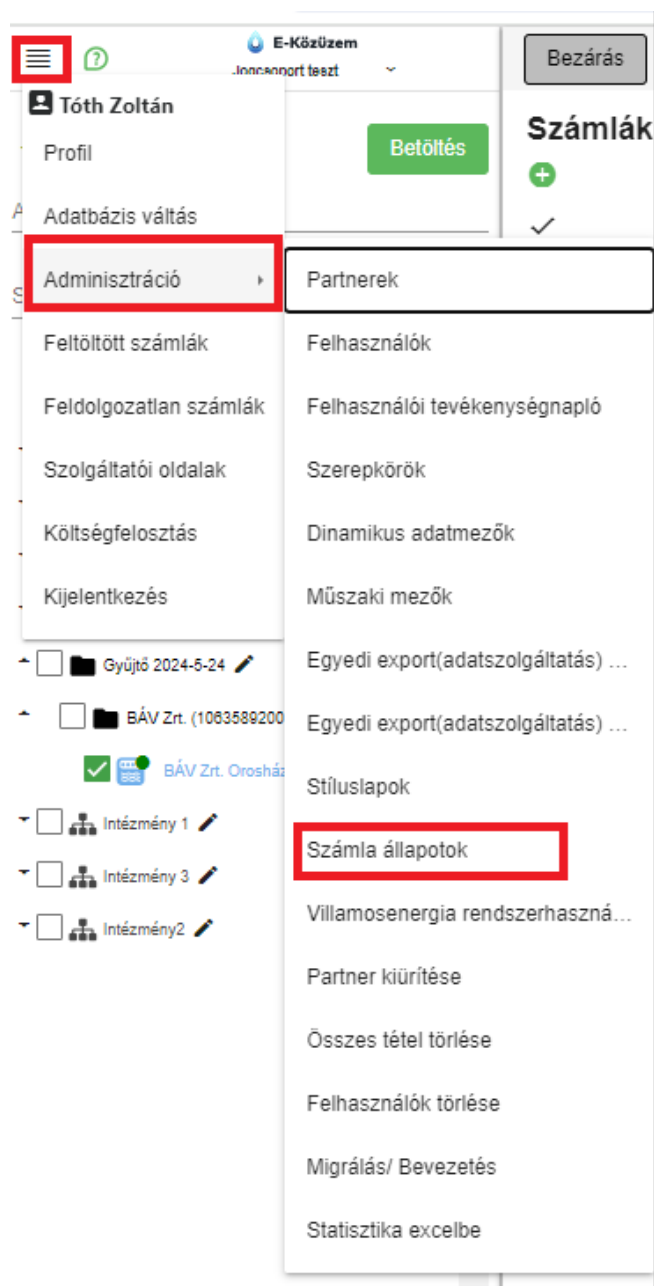 E-Közüzem
Jogcsoport teszt
Bezárás
Tóth Zoltán
Számlák
Betöltés
Profil
Adatbázis váltás
Adminisztráció
Partnerek
Feltöltött számlák
Felhasználók
Feldolgozatlan számlák
Felhasználói tevékenységnapló
Szolgáltatói oldalak
Szerepkörök
Költségfelosztás
Dinamikus adatmezők
Kijelentkezés
Műszaki mezők
Gyűjtő 2024-5-24
Egyedi export(adatszolgáltatás) ...
BÁV Zrt. (1063589200
Egyedi export(adatszolgáltatás) ...
BÁV Zrt. Orosház
Stíluslapok
Intézmény 1
Számla állapotok
Intézmény 3
Villamosenergia rendszerhaszná...
Intézmény2
Partner kiürítése
Összes tétel törlése
Felhasználók törlése
Migrálás/ Bevezetés
Statisztika excelbe